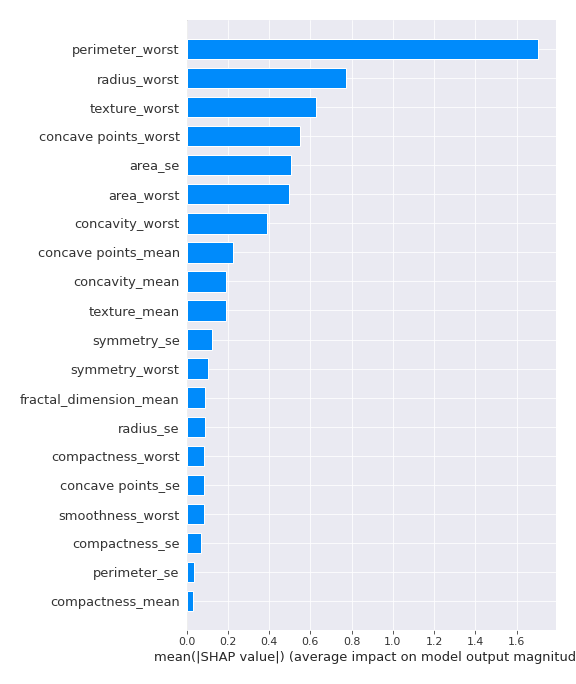 perimeter_worst
radius_worst
texture_worst
concave points_worst
area_se
area_worst
concavity_worst
concave points_mean
concavity_mean
texture_mean
symmetry_se
symmetry_worst
fractal_dimension_mean
radius_se
compactness_worst
concave points_se
smoothness_worst
compactness_se
perimeter_se
compactness_mean
0.0 0.2 0.4 0.6 0.8 1.0 1.2 1.4 1.6
mean(|SHAP value|) (average impact on model output magnitud